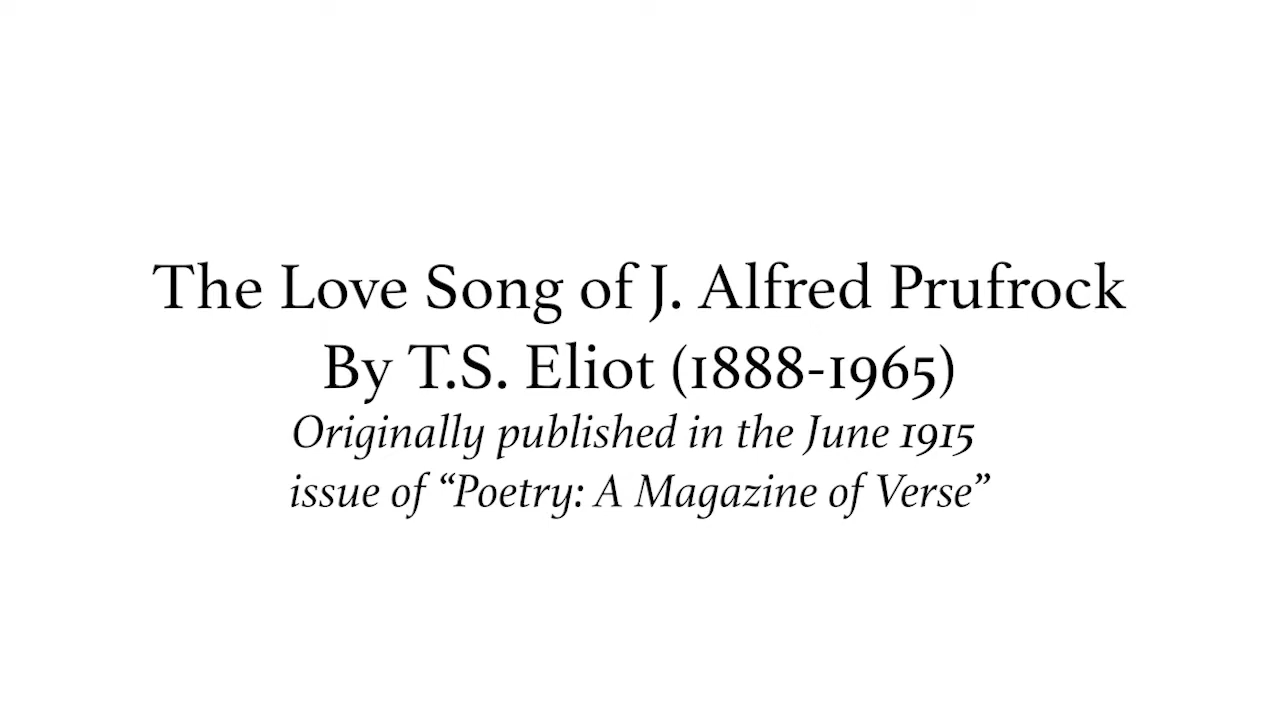 The Love Song of J. Alfred Prufrock
By T.S. Eliot (1888-1965)
Originally published in the June 1915
issue of “Poetry: A Magazine of Verse”